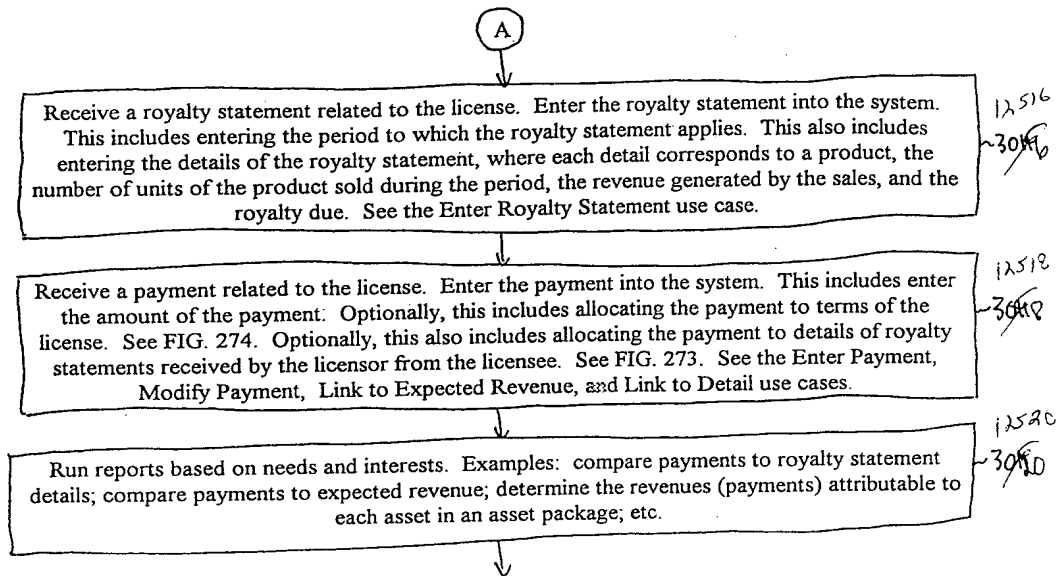 A
Receive a royalty statement related to the license. Enter the royalty statement into the system.
This includes entering the period to which the royalty statement applies. This also includes
entering the details of the royalty statement, where each detail corresponds to a product, the
number of units of the product sold during the period, the revenue generated by the sales, and the
royalty due. See the Enter Royalty Statement use case.
12516
Receive a payment related to the license. Enter the payment into the system. This includes enter
the amount of the payment. Optionally, this includes allocating the payment to terms of the
license. See FIG. 274. Optionally, this also includes allocating the payment to details of royalty
statements received by the licensor from the licensee. See FIG. 273. See the Enter Payment,
Modify Payment, Link to Expected Revenue, and Link to Detail use cases.
12518
Run reports based on needs and interests. Examples: compare payments to royalty statement
details; compare payments to expected revenue; determine the revenues (payments) attributable to
each asset in an asset package; etc.
12520